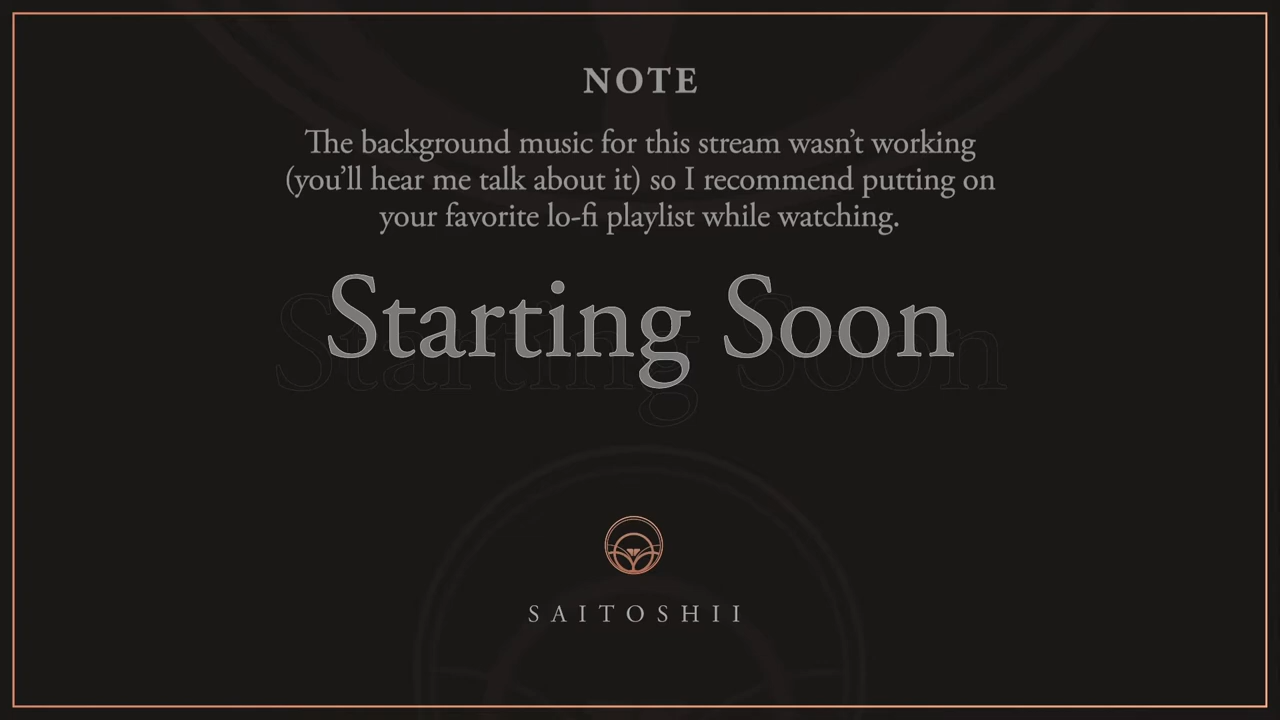 NOTE
The background music for this stream wasn’t working
(you’ll hear me talk about it) so I recommend putting on
your favorite lo-fi playlist while watching.
Starting Soon
SAITOSHII